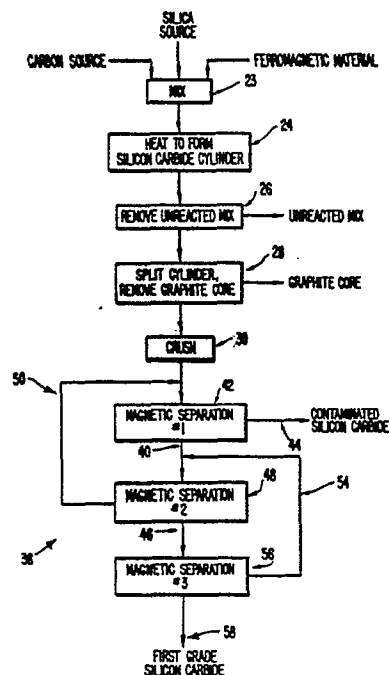 SILICA
SOURCE
CARBON SOURCE
FERROMAGNETIC MATERIAL
MIX
23
24
HEAT TO FORM
SILICON CARBIDE CYLINDER
26
REMOVE UNREACTED MIX
UNREACTED MIX
28
SPLIT CYLINDER,
REMOVE GRAPHITE CORE
GRAPHITE CORE
CRUSH
30
50
42
MAGNETIC SEPARATION
#1
CONTAMINATED
SILICON CARBIDE
44
40
48
54
MAGNETIC SEPARATION
#2
46
56
38
MAGNETIC SEPARATION
#3
58
FIRST GRADE
SILICON CARBIDE